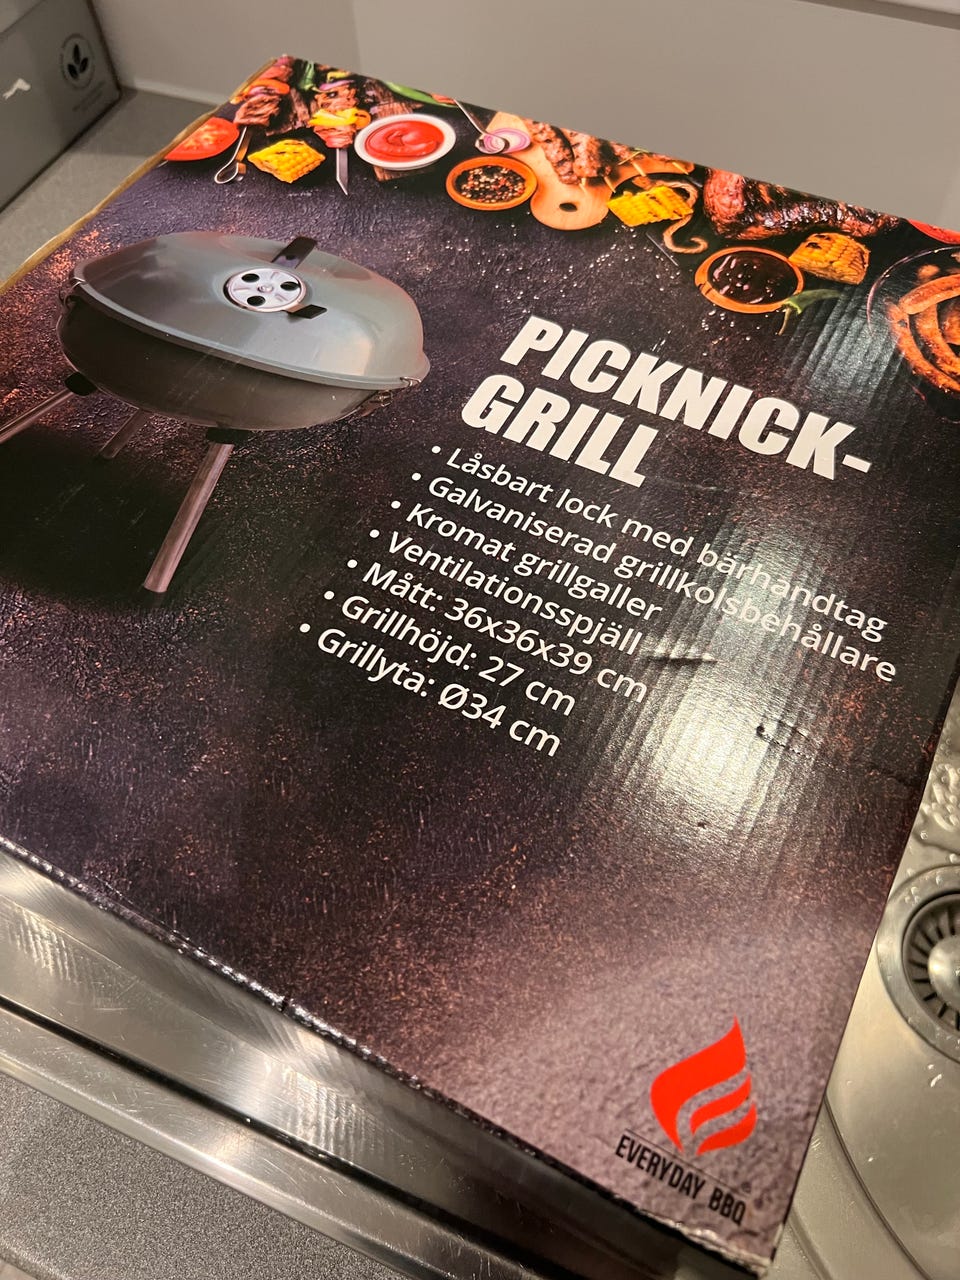 PICKNICK-
GRILL
• Låsbart lock med bärhandtag
• Galvaniserad grillkolsbehållare
• Kromat grillgaller
• Ventilationsspjäll
• Mått: 36x36x39 cm
• Grillhöjd: 27 cm
• Grillyta: Ø34 cm
EVERYDAY BBQ